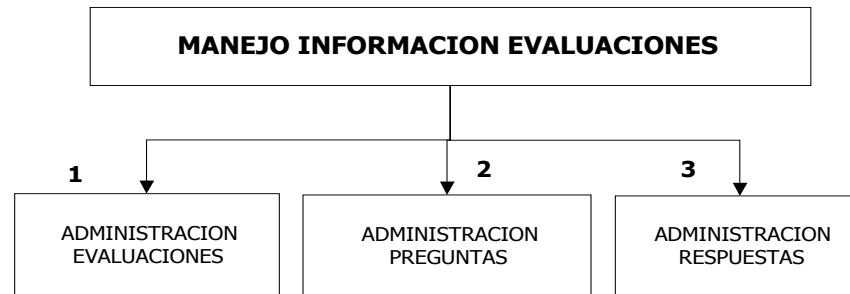 MANEJO INFORMACION EVALUACIONES
1
2
3
ADMINISTRACION
EVALUACIONES
ADMINISTRACION
PREGUNTAS
ADMINISTRACION
RESPUESTAS